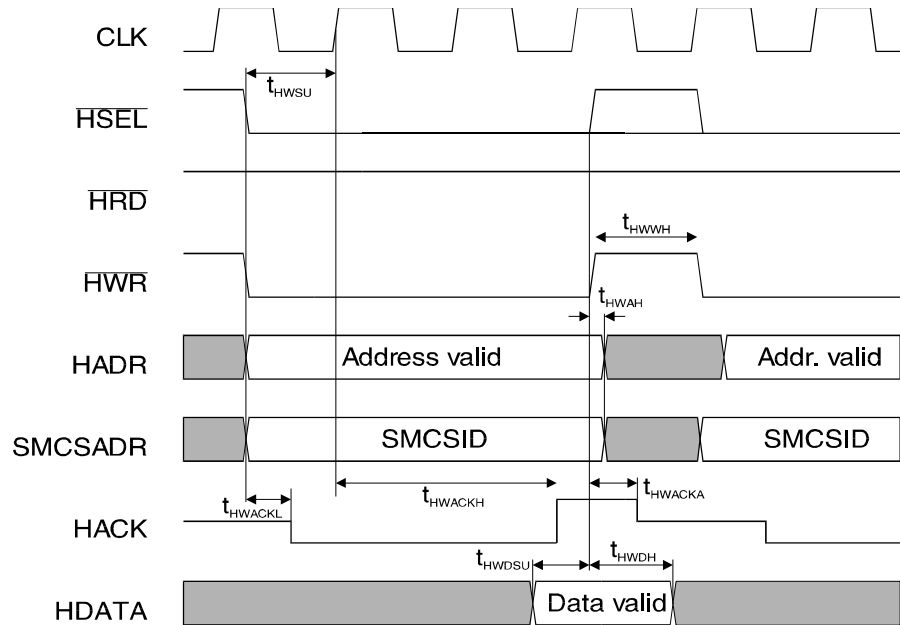 CLK
tHWSU
HSEL
HRD
tHWWH
HWR
tHWAH
HADR Address valid Addr. valid
SMCSADR SMCSID SMCSID
tHWACKL tHWACKH tHWACKA
HACK
tHWDSU tHWDH
HDATA Data valid